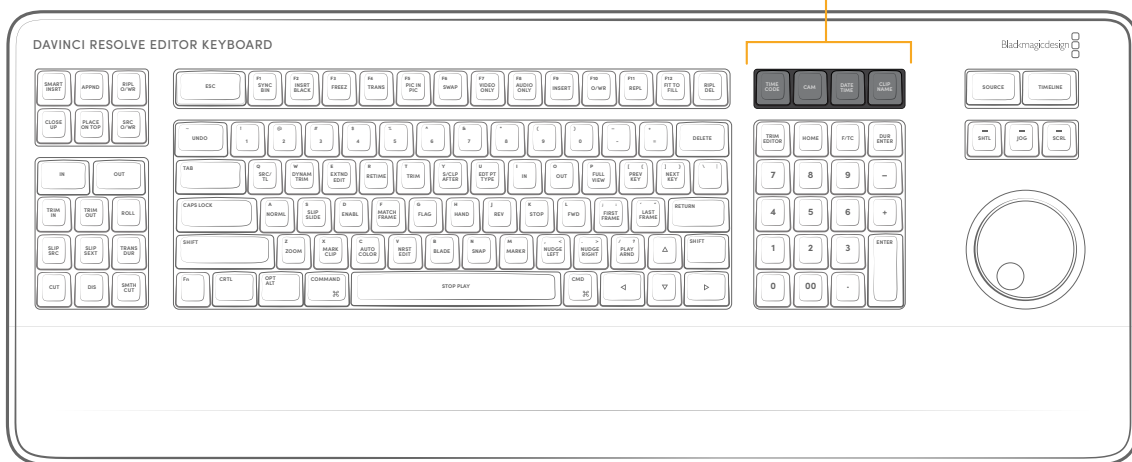 DAVINCI RESOLVE EDITOR KEYBOARD
Blackmagicdesign
SMART INSRT
APPND
RIPL O/WR
ESC
F1 SYNC BIN
F2 INSRT BLACK
F3 FREEZ
F4 TRANS
F5 PIC IN PIC
F6 SWAP
F7 VIDEO ONLY
F8 AUDIO ONLY
F9 INSERT
F10 O/WR
F11 REPL
F12 FIT TO FILL
RIPL DEL
TIME CODE
CAM
DATE TIME
CLIP NAME
SOURCE
TIMELINE
CLOSE UP
PLACE ON TOP
SRC O/WR
~ UNDO
! 1
@ 2
# 3
$ 4
% 5
^ 6
& 7
* 8
( 9
) 0
– -
+ =
DELETE
TRIM EDITOR
HOME
F/TC
DUR ENTER
SHTL
JOG
SCRL
IN
OUT
TAB
Q SRC/ TL
W DYNAM TRIM
E EXTND EDIT
R RETIME
T TRIM
Y S/CLP AFTER
U EDT PT TYPE
I IN
O OUT
P FULL VIEW
[ { PREV KEY
] } NEXT KEY
\ |
7
8
9
–
TRIM IN
TRIM OUT
ROLL
CAPS LOCK
A NORML
S SLIP SLIDE
D ENABL
F MATCH FRAME
G FLAG
H HAND
J REV
K STOP
L FWD
; : FIRST FRAME
' " LAST FRAME
RETURN
4
5
6
+
SLIP SRC
SLIP SEXT
TRANS DUR
SHIFT
Z ZOOM
X MARK CLIP
C AUTO COLOR
V NRST EDIT
B BLADE
N SNAP
M MARKR
, < NUDGE LEFT
. > NUDGE RIGHT
/ ? PLAY ARND
SHIFT
1
2
3
ENTER
CUT
DIS
SMTH CUT
Fn
CRTL
OPT ALT
COMMAND ⌘
STOP PLAY
CMD ⌘
0
00
.